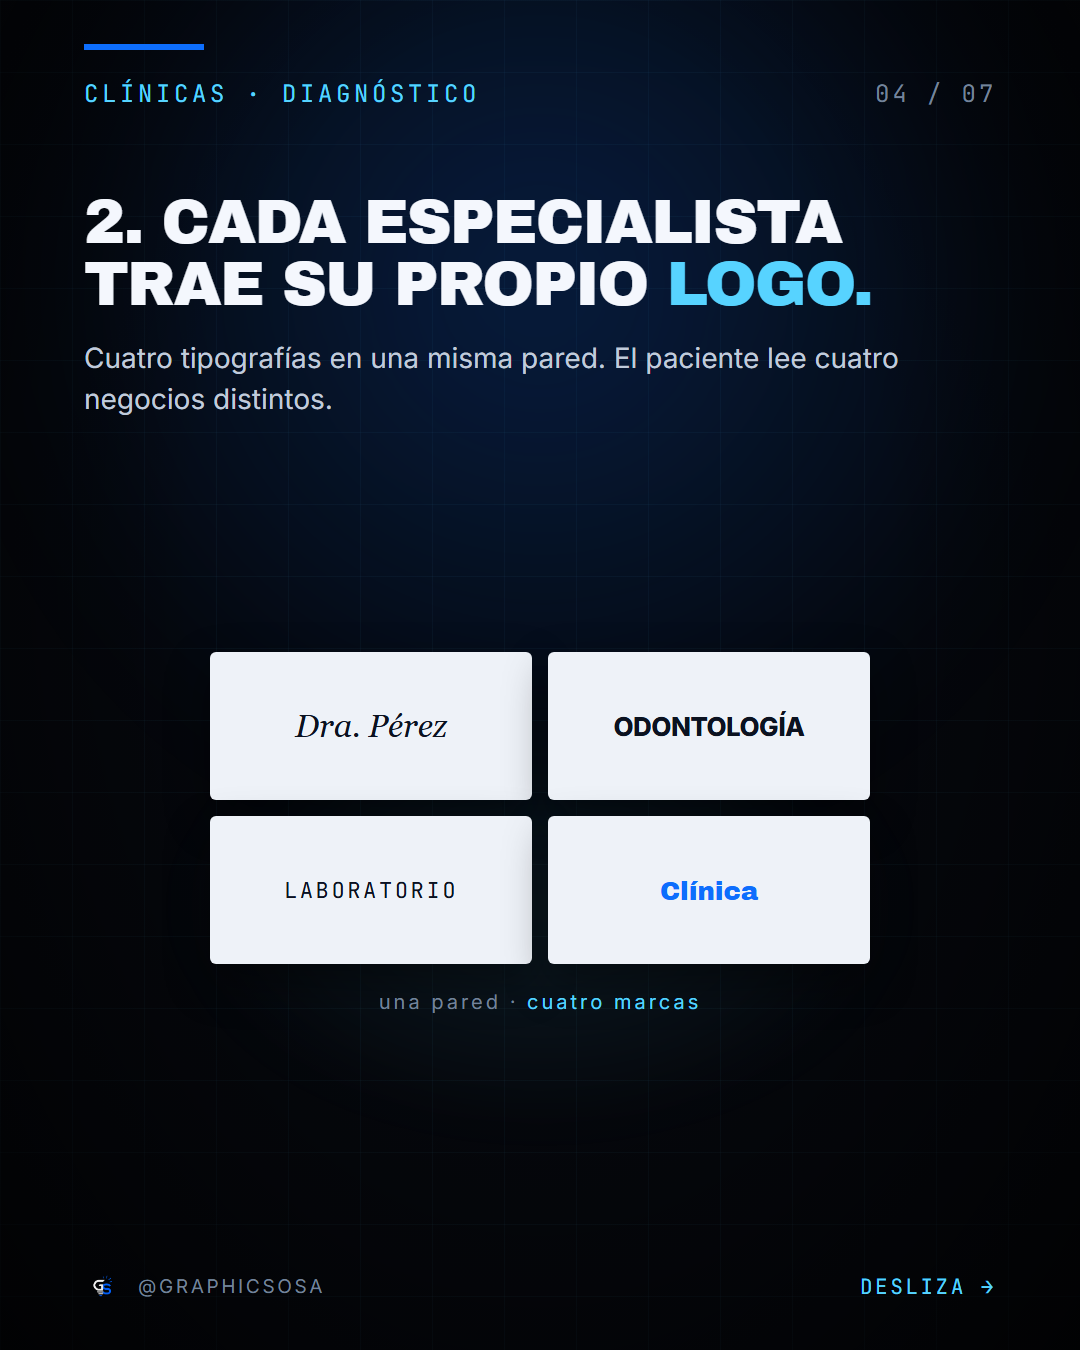 CLÍNICAS · DIAGNÓSTICO
04 / 07
2. CADA ESPECIALISTA
TRAE SU PROPIO LOGO.
Cuatro tipografías en una misma pared. El paciente lee cuatro
negocios distintos.
Dra. Pérez
ODONTOLOGÍA
LABORATORIO
Clínica
una pared · cuatro marcas
GS
@GRAPHICSOSA
DESLIZA →